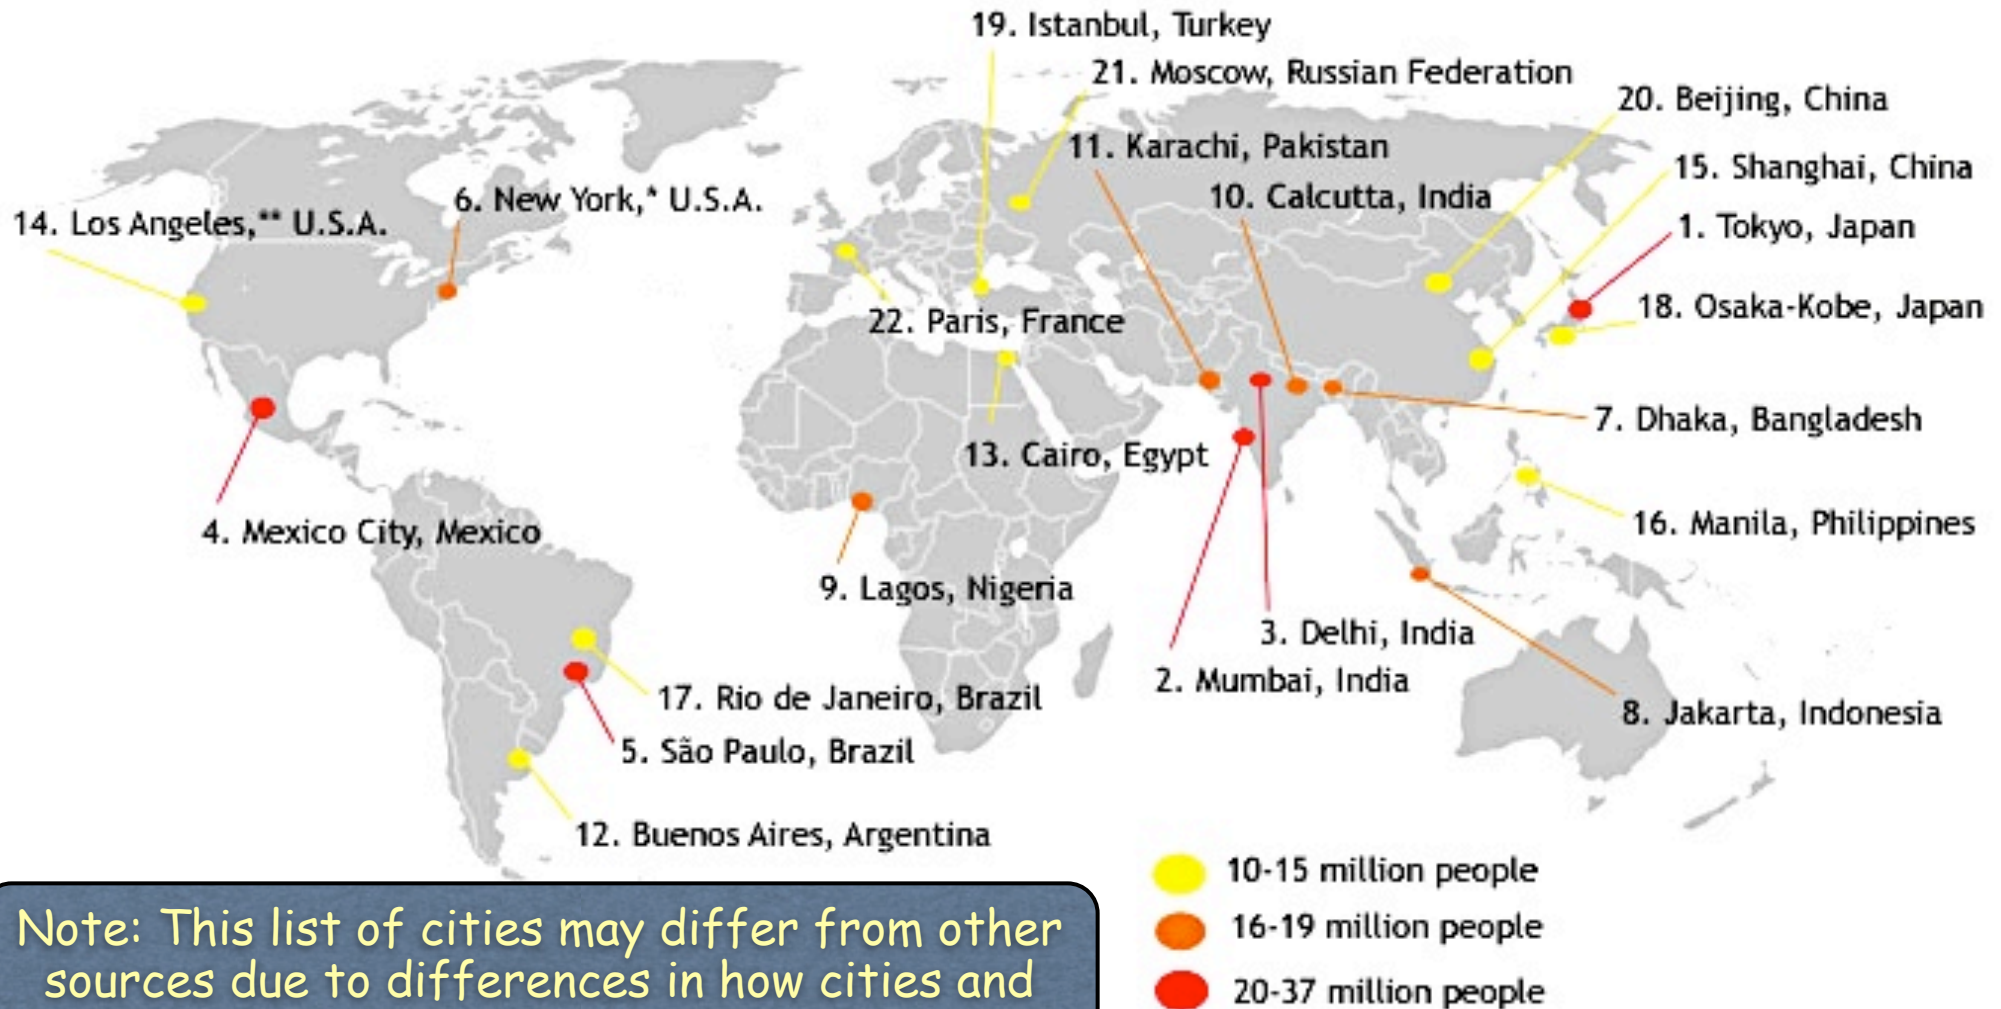 19. Istanbul, Turkey
21. Moscow, Russian Federation
20. Beijing, China
11. Karachi, Pakistan
15. Shanghai, China
6. New York,* U.S.A.
10. Calcutta, India
14. Los Angeles,** U.S.A.
1. Tokyo, Japan
18. Osaka-Kobe, Japan
22. Paris, France
7. Dhaka, Bangladesh
13. Cairo, Egypt
16. Manila, Philippines
4. Mexico City, Mexico
9. Lagos, Nigeria
3. Delhi, India
2. Mumbai, India
17. Rio de Janeiro, Brazil
8. Jakarta, Indonesia
5. São Paulo, Brazil
12. Buenos Aires, Argentina
10-15 million people
16-19 million people
20-37 million people
Note: This list of cities may differ from other
sources due to differences in how cities and